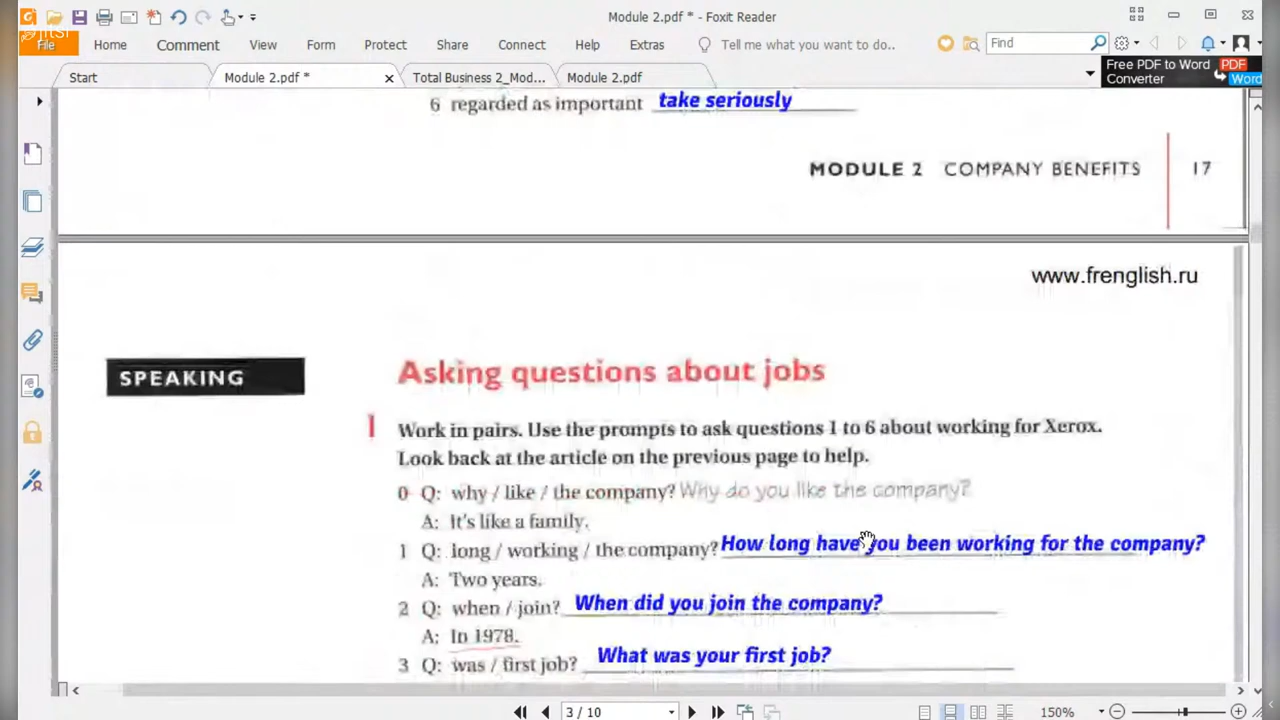 Module 2.pdf * - Foxit Reader
File Home Comment View Form Protect Share Connect Help Extras Tell me what you want to do.. Find
Start Module 2.pdf * Total Business 2_Mod... Module 2.pdf Free PDF to Word Converter PDF Word
6 regarded as important take seriously
MODULE 2 COMPANY BENEFITS 17
www.frenglish.ru
SPEAKING
Asking questions about jobs
1 Work in pairs. Use the prompts to ask questions 1 to 6 about working for Xerox.
Look back at the article on the previous page to help.
0 Q: why / like / the company? Why do you like the company?
A: It's like a family.
1 Q: long / working / the company? How long have you been working for the company?
A: Two years.
2 Q: when / join? When did you join the company?
A: In 1978.
3 Q: was / first job? What was your first job?
3 / 10 150%